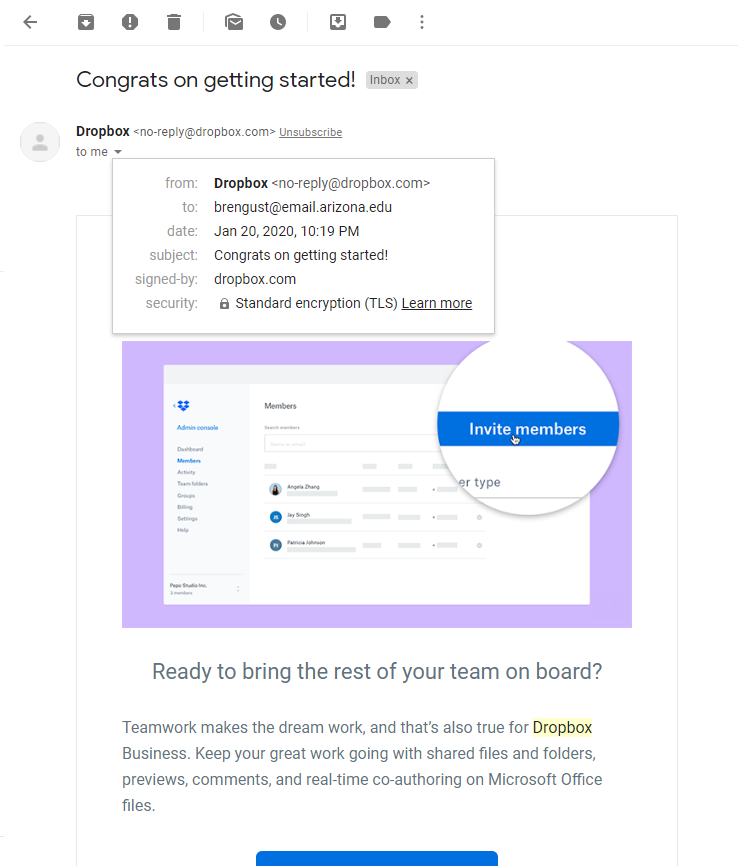 Congrats on getting started! Inbox ×
Dropbox <no-reply@dropbox.com> Unsubscribe
to me
from: Dropbox <no-reply@dropbox.com>
to: brengust@email.arizona.edu
date: Jan 20, 2020, 10:19 PM
subject: Congrats on getting started!
signed-by: dropbox.com
security: Standard encryption (TLS) Learn more
Admin console
Dashboard
Members
Activity
Team folders
Groups
Billing
Settings
Help
Pepo Studio Inc.
3 members
Members
Search members
Name or email
Angela Zhang
JS Jay Singh
PJ Patricia Johnson
Invite members
er type
Ready to bring the rest of your team on board?
Teamwork makes the dream work, and that’s also true for Dropbox
Business. Keep your great work going with shared files and folders,
previews, comments, and real-time co-authoring on Microsoft Office
files.